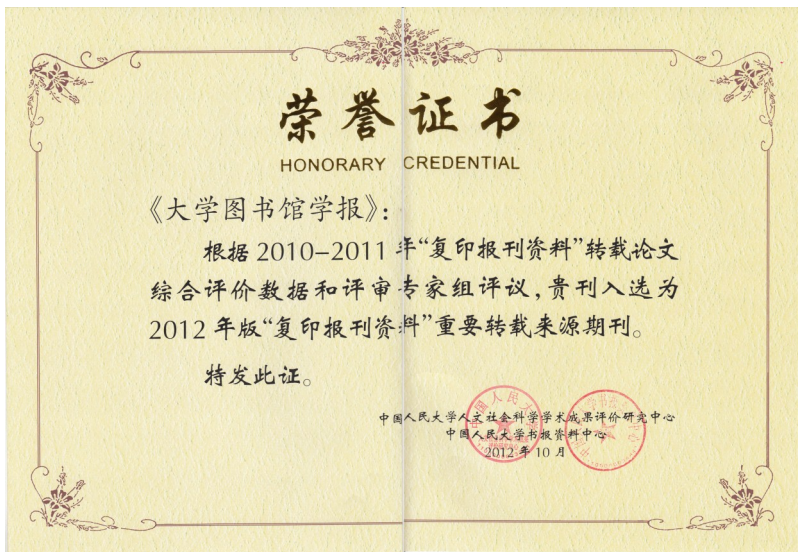 荣誉证书
HONORARY CREDENTIAL
《大学图书馆学报》:
根据2010-2011年“复印报刊资料”转载论文
综合评价数据和评审专家组评议,贵刊入选为
2012年版“复印报刊资料”重要转载来源期刊。
特发此证。
中国人民大学人文社会科学学术成果评价研究中心
中国人民大学书报资料中心
2012年10月